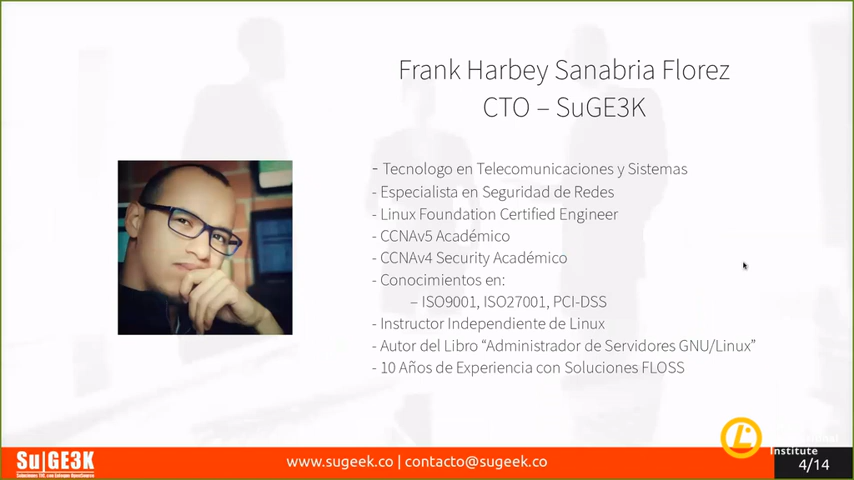 Frank Harbey Sanabria Florez
CTO – SuGE3K
- Tecnologo en Telecomunicaciones y Sistemas
- Especialista en Seguridad de Redes
- Linux Foundation Certified Engineer
- CCNAv5 Académico
- CCNAv4 Security Académico
- Conocimientos en:
– ISO9001, ISO27001, PCI-DSS
- Instructor Independiente de Linux
- Autor del Libro “Administrador de Servidores GNU/Linux”
- 10 Años de Experiencia con Soluciones FLOSS
Su|GE3K
www.sugeek.co | contacto@sugeek.co
Institute
4/14